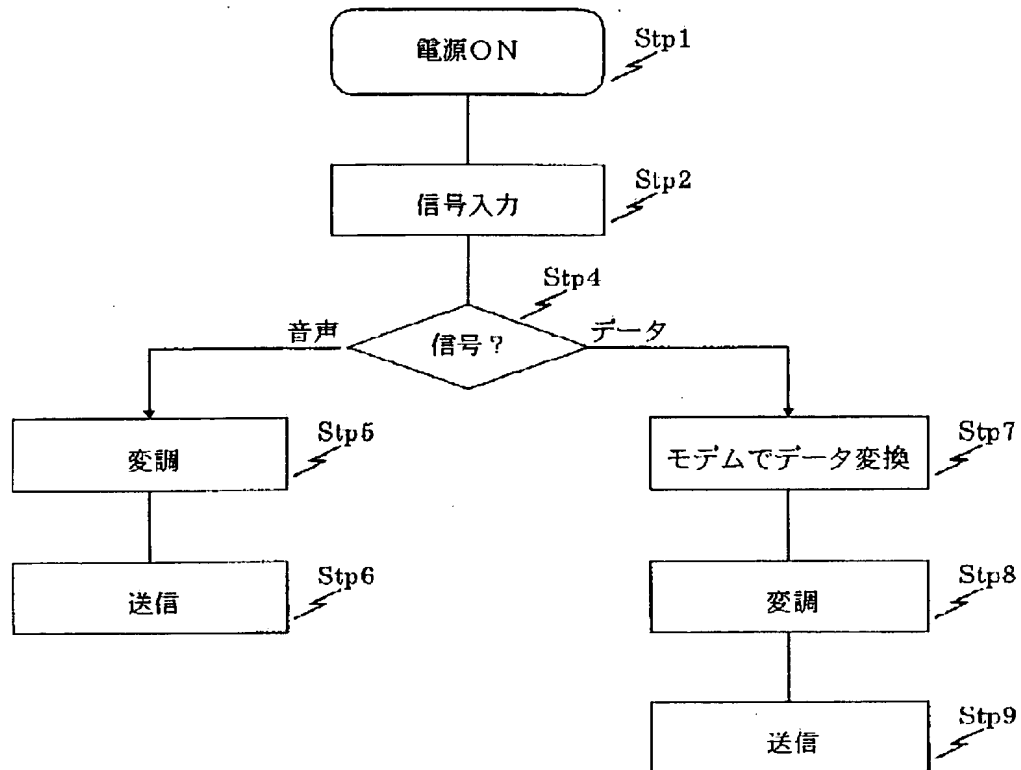 電源ON
Stp1
信号入力
Stp2
Stp4
音声
信号?
データ
変調
Stp5
モデムでデータ変換
Stp7
送信
Stp6
変調
Stp8
送信
Stp9